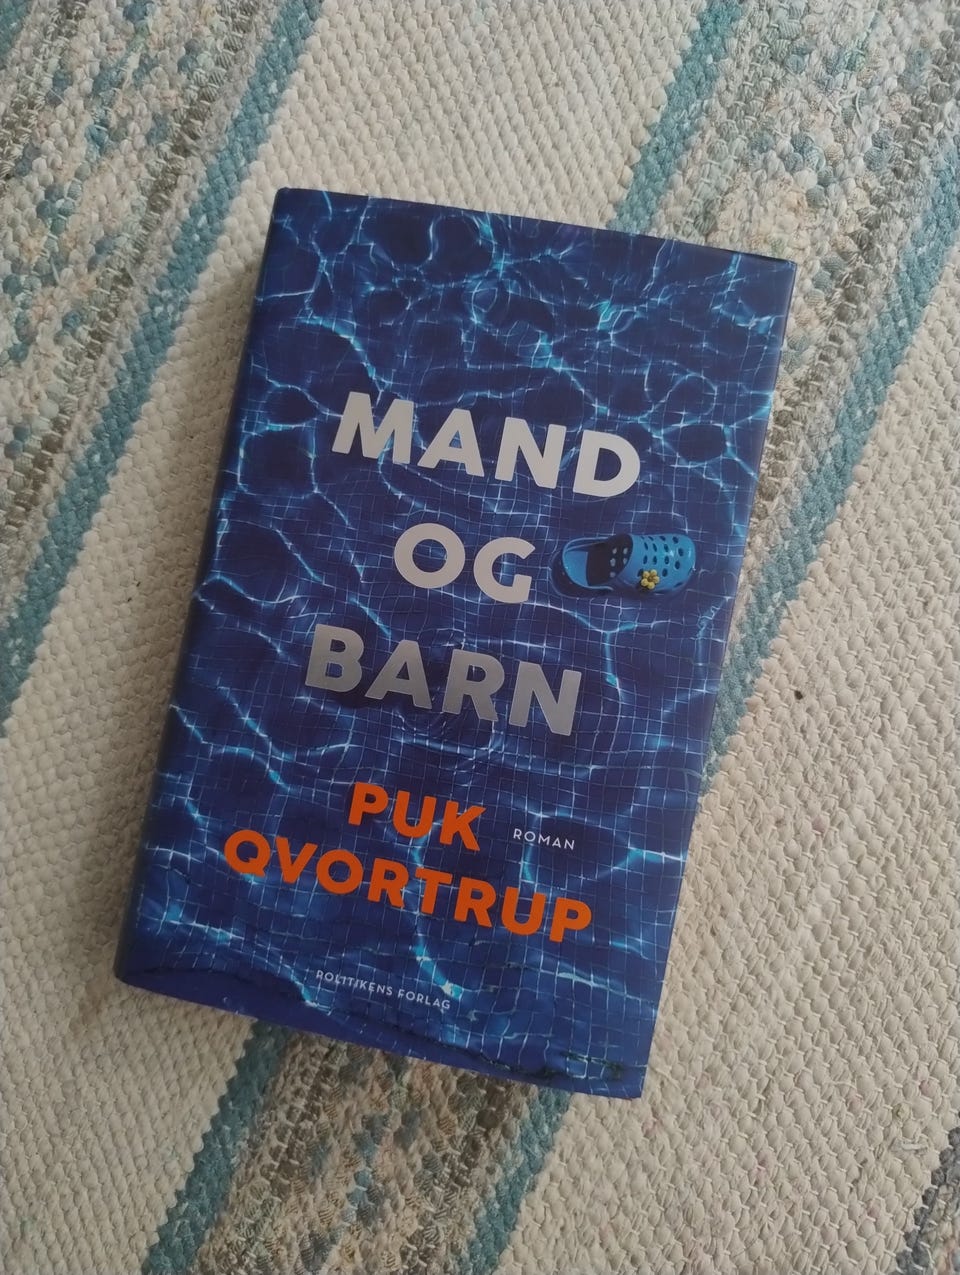 MAND
OG
BARN
PUK
ROMAN
QVORTRUP
POLITIKENS FORLAG